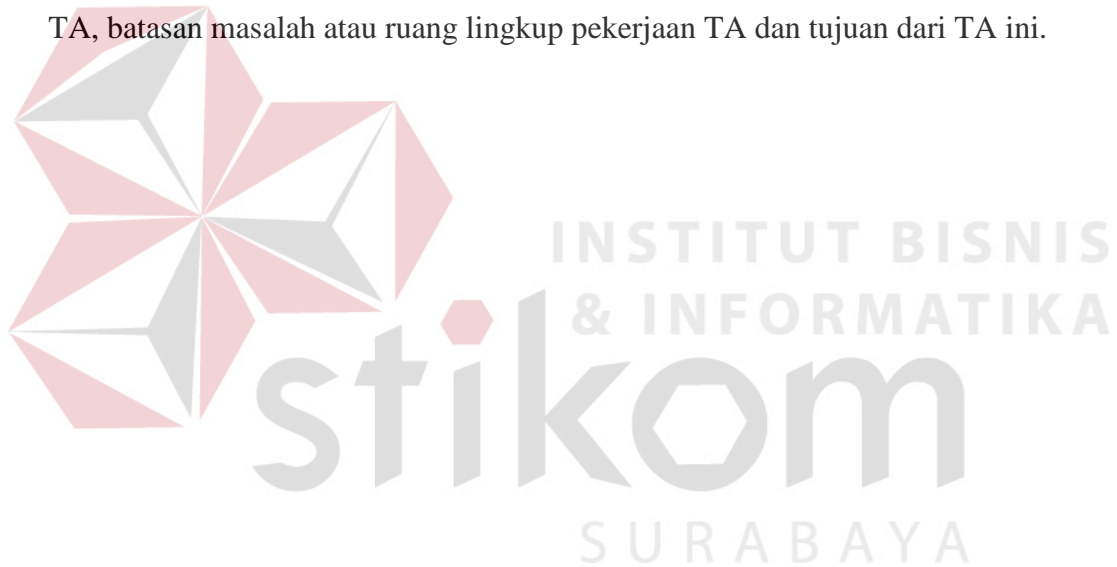 TA, batasan masalah atau ruang lingkup pekerjaan TA dan tujuan dari TA ini.
INSTITUT BISNIS
& INFORMATIKA
stikom
SURABAYA